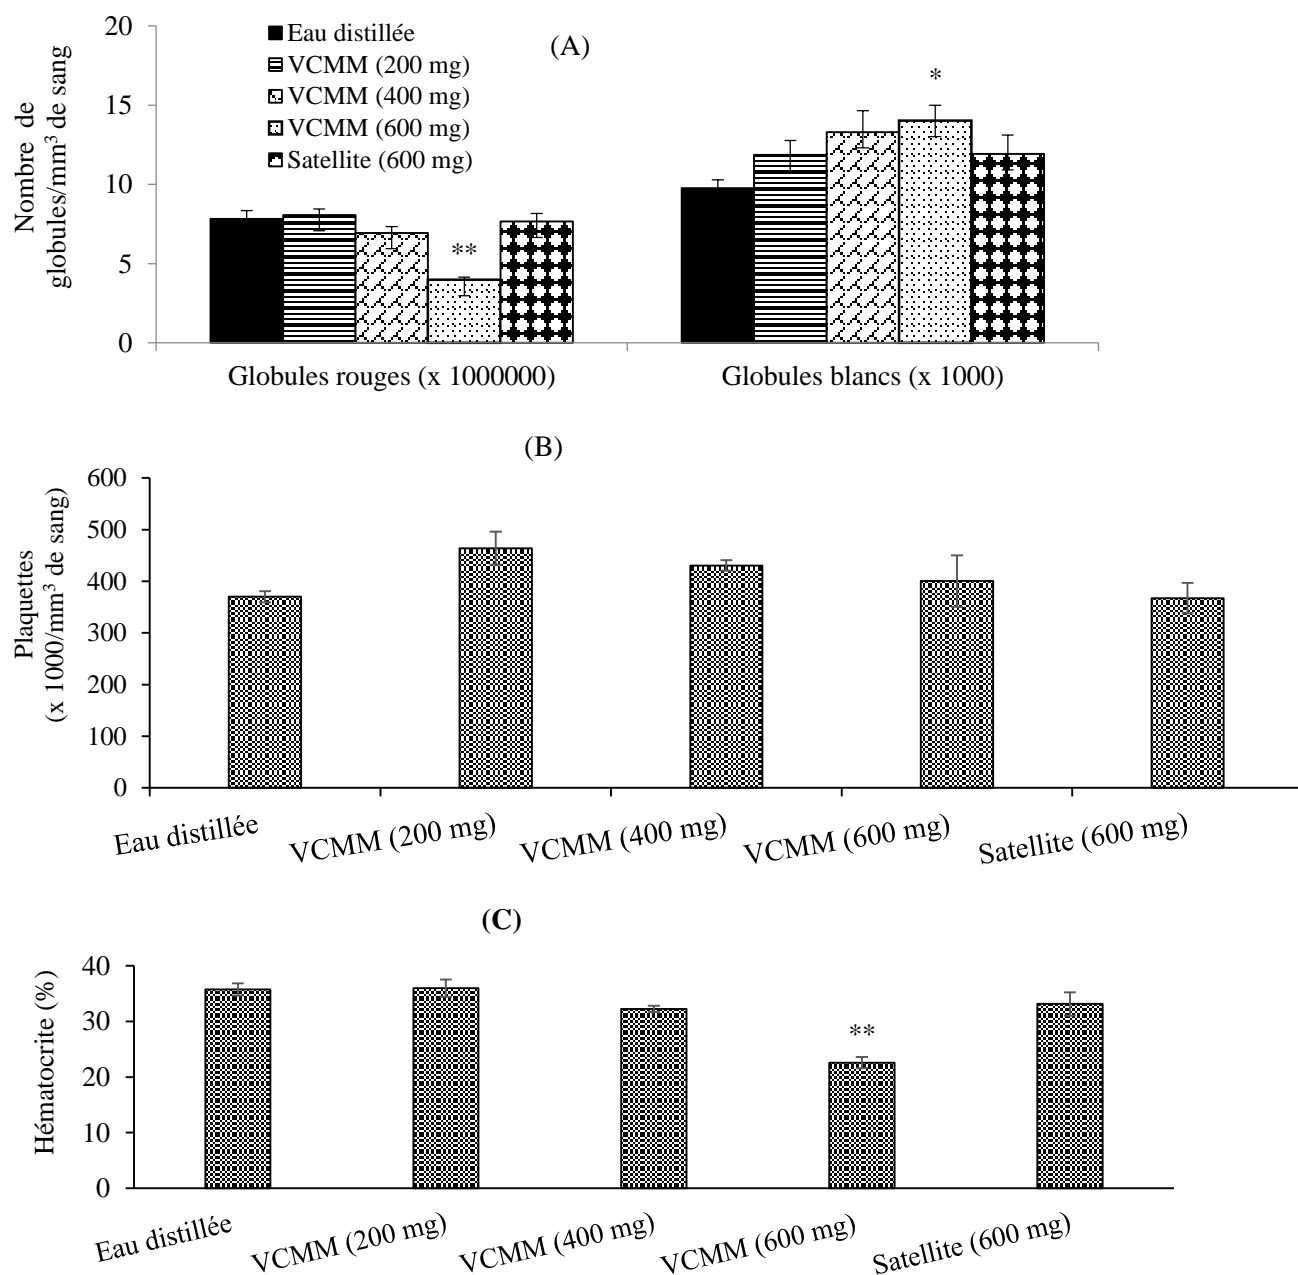 (A)
Eau distillée
VCMM (200 mg)
VCMM (400 mg)
VCMM (600 mg)
Satellite (600 mg)
Nombre de
globules/mm³ de sang
20
15
10
5
0
**
*
Globules rouges (x 1000000)
Globules blancs (x 1000)
(B)
Plaquettes
(x 1000/mm³ de sang)
600
500
400
300
200
100
0
Eau distillée
VCMM (200 mg)
VCMM (400 mg)
VCMM (600 mg)
Satellite (600 mg)
(C)
Hématocrite (%)
40
30
20
10
0
**
Eau distillée
VCMM (200 mg)
VCMM (400 mg)
VCMM (600 mg)
Satellite (600 mg)